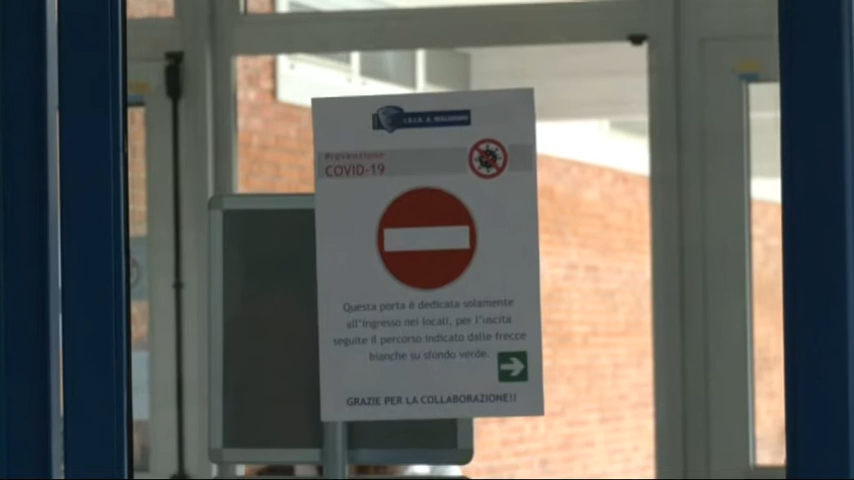 I.S.I.S. A. MALIGNANI
Prevenzione
COVID-19
Questa porta è dedicata solamente
all'ingresso nei locali, per l'uscita
seguite il percorso indicato dalle frecce
bianche su sfondo verde.
GRAZIE PER LA COLLABORAZIONE!!